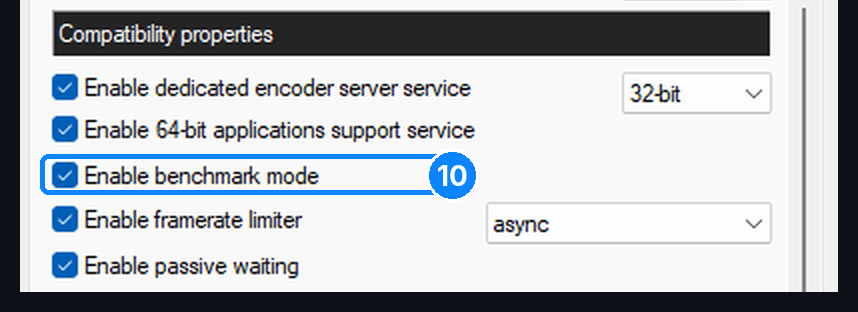 Compatibility properties
Enable dedicated encoder server service 32-bit
Enable 64-bit applications support service
Enable benchmark mode 10
Enable framerate limiter async
Enable passive waiting